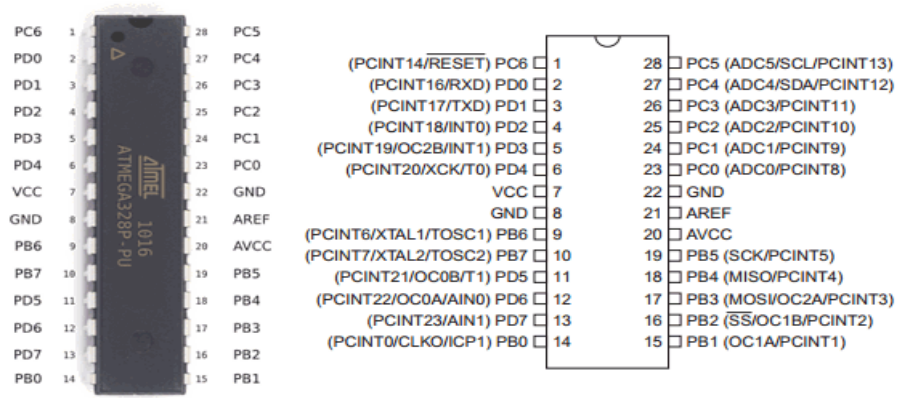 PC6 1 28 PC5
PD0 2 27 PC4
PD1 3 26 PC3
PD2 4 25 PC2
PD3 5 24 PC1
PD4 6 23 PC0
VCC 7 22 GND
GND 8 21 AREF
PB6 9 20 AVCC
PB7 10 19 PB5
PD5 11 18 PB4
PD6 12 17 PB3
PD7 13 16 PB2
PB0 14 15 PB1
ATMEL
ATMEGA328P-PU
1016
(PCINT14/RESET) PC6 1 28 PC5 (ADC5/SCL/PCINT13)
(PCINT16/RXD) PD0 2 27 PC4 (ADC4/SDA/PCINT12)
(PCINT17/TXD) PD1 3 26 PC3 (ADC3/PCINT11)
(PCINT18/INT0) PD2 4 25 PC2 (ADC2/PCINT10)
(PCINT19/OC2B/INT1) PD3 5 24 PC1 (ADC1/PCINT9)
(PCINT20/XCK/T0) PD4 6 23 PC0 (ADC0/PCINT8)
VCC 7 22 GND
GND 8 21 AREF
(PCINT6/XTAL1/TOSC1) PB6 9 20 AVCC
(PCINT7/XTAL2/TOSC2) PB7 10 19 PB5 (SCK/PCINT5)
(PCINT21/OC0B/T1) PD5 11 18 PB4 (MISO/PCINT4)
(PCINT22/OC0A/AIN0) PD6 12 17 PB3 (MOSI/OC2A/PCINT3)
(PCINT23/AIN1) PD7 13 16 PB2 (SS/OC1B/PCINT2)
(PCINT0/CLKO/ICP1) PB0 14 15 PB1 (OC1A/PCINT1)